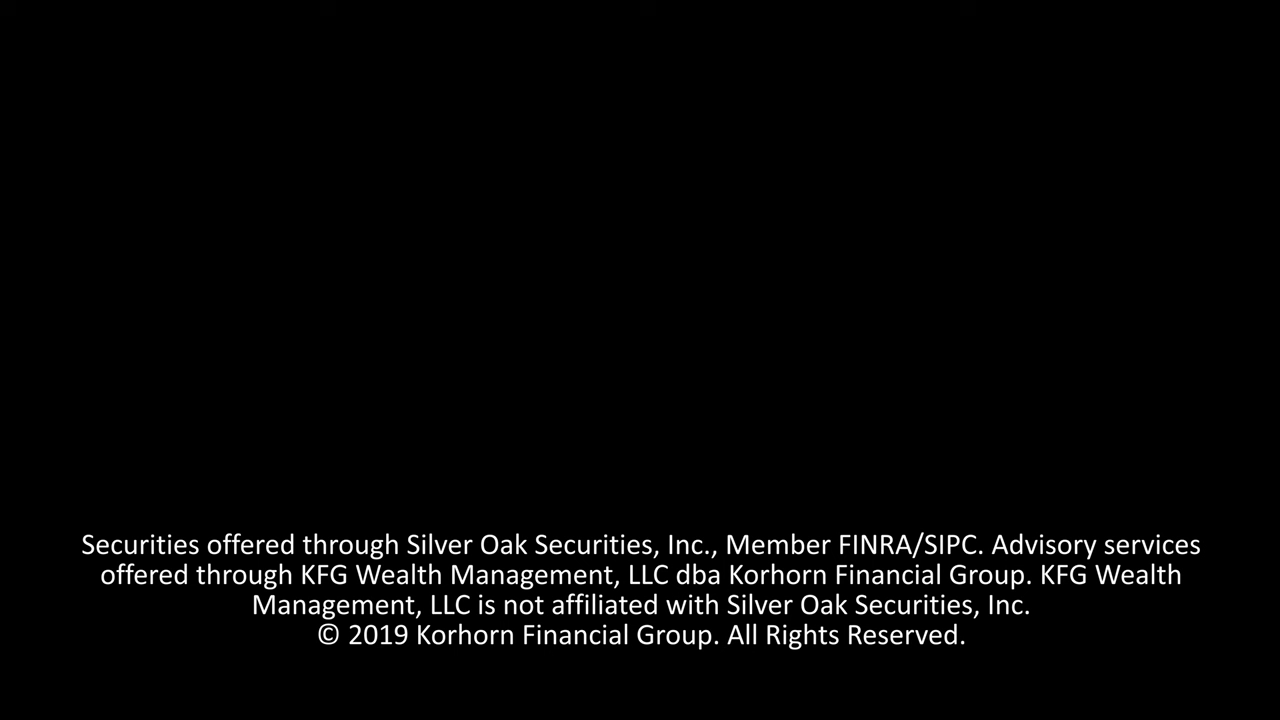 Securities offered through Silver Oak Securities, Inc., Member FINRA/SIPC. Advisory services
offered through KFG Wealth Management, LLC dba Korhorn Financial Group. KFG Wealth
Management, LLC is not affiliated with Silver Oak Securities, Inc.
© 2019 Korhorn Financial Group. All Rights Reserved.